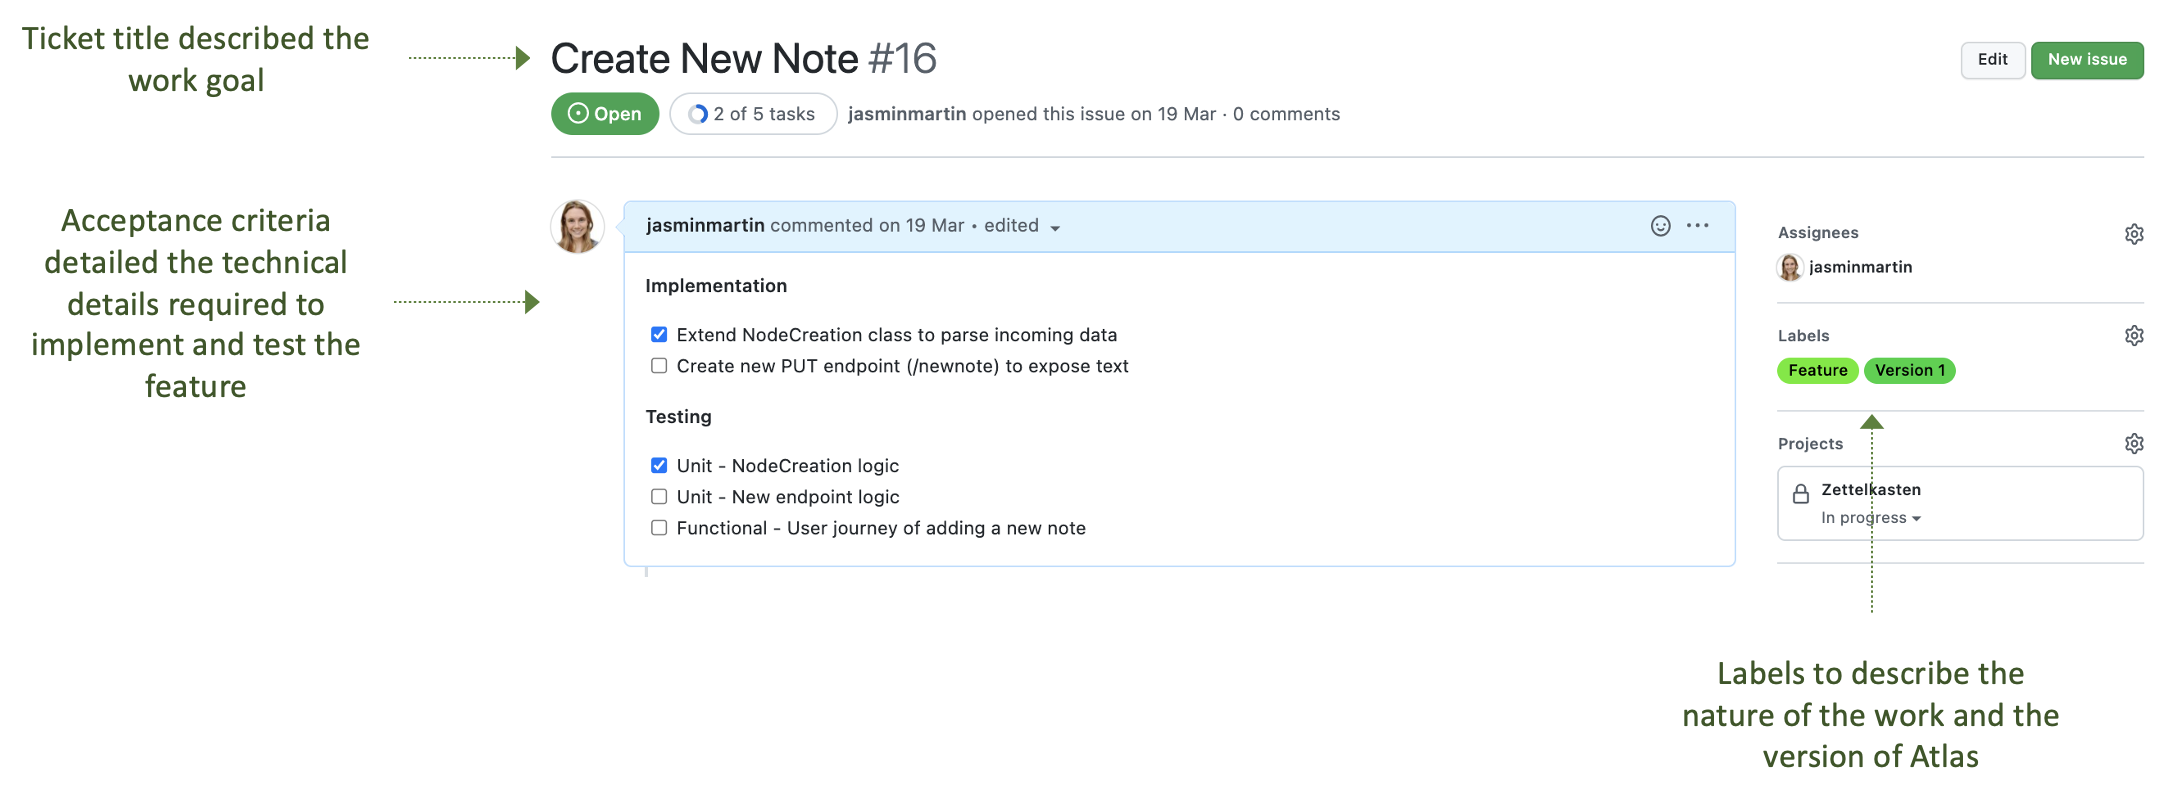 Ticket title described the
work goal
Create New Note #16
Edit
New issue
Open
2 of 5 tasks
jasminmartin opened this issue on 19 Mar · 0 comments
Acceptance criteria
detailed the technical
details required to
implement and test the
feature
jasminmartin commented on 19 Mar • edited
Implementation
Extend NodeCreation class to parse incoming data
Create new PUT endpoint (/newnote) to expose text
Testing
Unit - NodeCreation logic
Unit - New endpoint logic
Functional - User journey of adding a new note
Assignees
jasminmartin
Labels
Feature
Version 1
Projects
Zettelkasten
In progress
Labels to describe the
nature of the work and the
version of Atlas